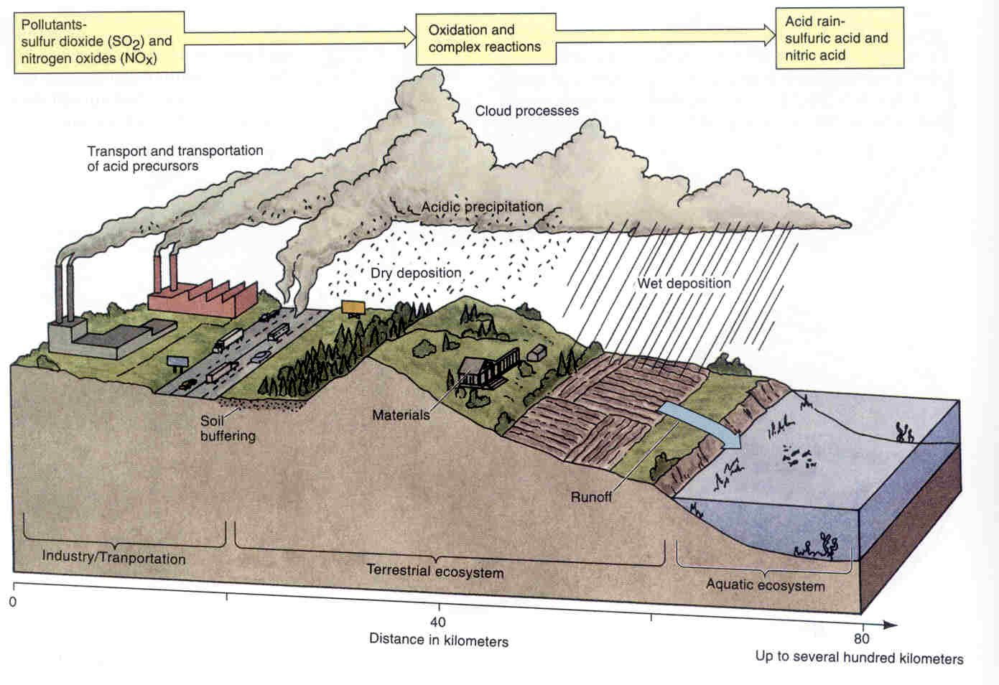 Pollutants-
sulfur dioxide (SO2) and
nitrogen oxides (NOx)
Oxidation and
complex reactions
Acid rain-
sulfuric acid and
nitric acid
Cloud processes
Transport and transportation
of acid precursors
Acidic precipitation
Dry deposition
Wet deposition
Soil
buffering
Materials
Runoff
Industry/Tranportation
Terrestrial ecosystem
Aquatic ecosystem
0
40
80
Distance in kilometers
Up to several hundred kilometers